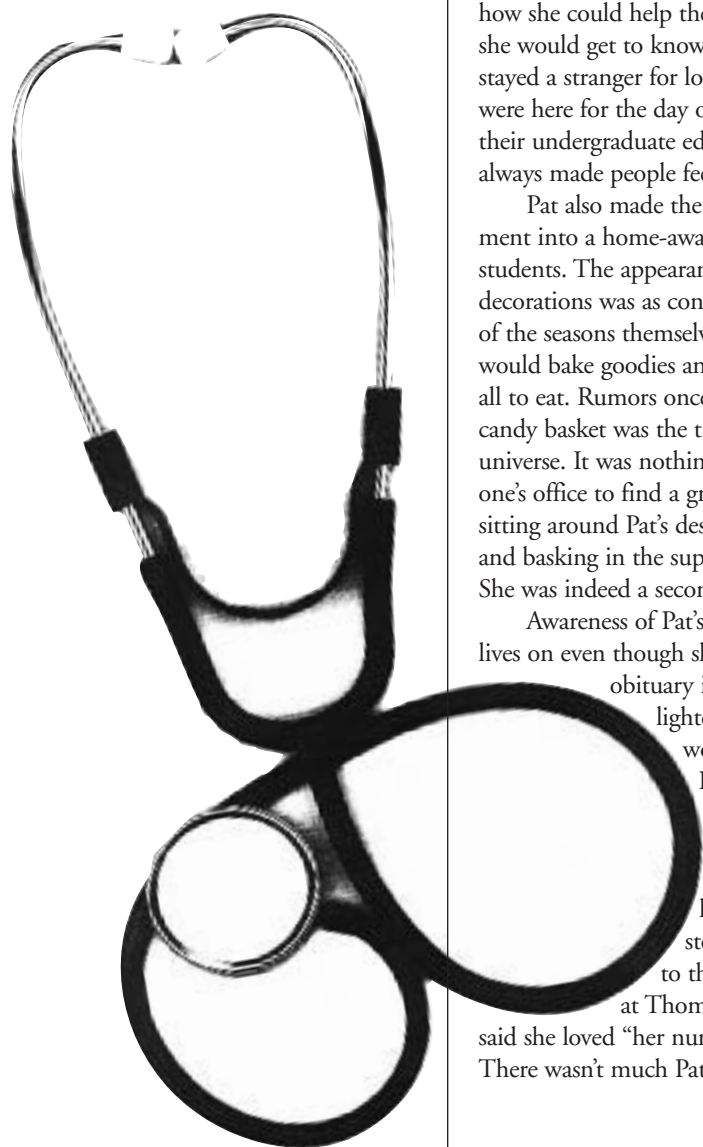 how she could help the
she would get to know
stayed a stranger for lo
were here for the day o
their undergraduate ed
always made people fee
Pat also made the
ment into a home-awa
students. The appearan
decorations was as con
of the seasons themselv
would bake goodies an
all to eat. Rumors once
candy basket was the t
universe. It was nothin
one’s office to find a gr
sitting around Pat’s des
and basking in the sup
She was indeed a secon
Awareness of Pat’s
lives on even though sh
obituary i
lighte
we
ste
to th
at Thom
said she loved “her nur
There wasn’t much Pat